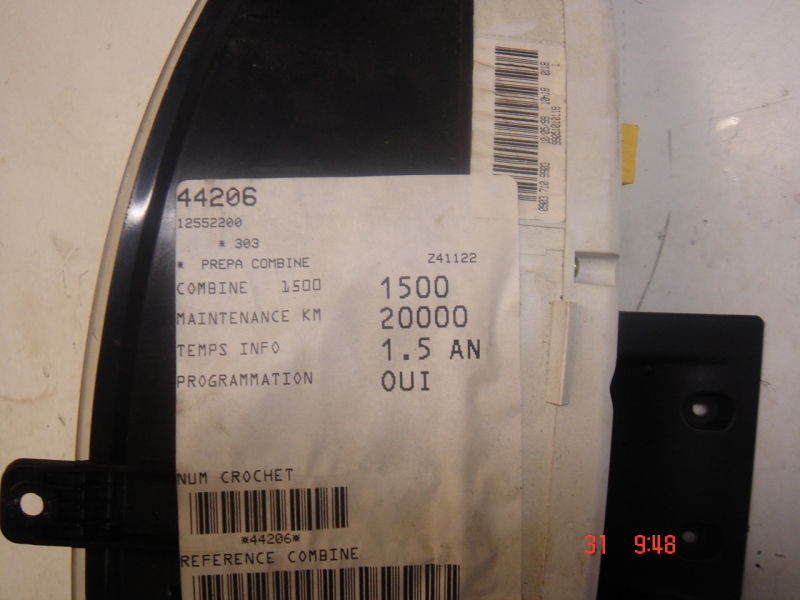 44206
12552200
* 303
* PREPA COMBINE Z41122
COMBINE 1500 1500
MAINTENANCE KM 20000
TEMPS INFO 1.5 AN
PROGRAMMATION OUI
NUM CROCHET
*44206*
REFERENCE COMBINE
31 9:48